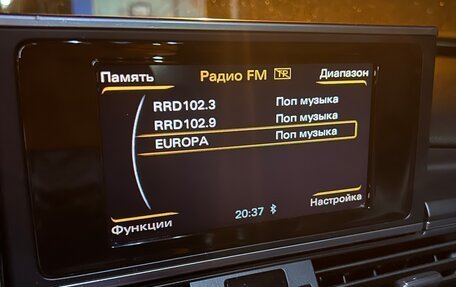 Память Радио FM TP Диапазон
RRD102.3 Поп музыка
RRD102.9 Поп музыка
EUROPA Поп музыка
Функции 20:37 Настройка